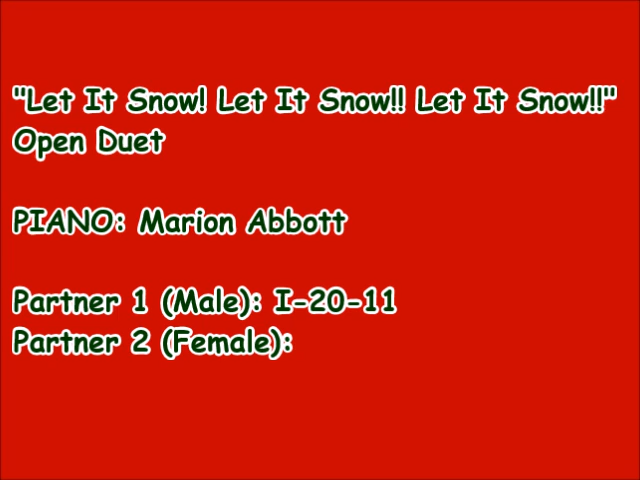 "Let It Snow! Let It Snow!! Let It Snow!!"
Open Duet
PIANO: Marion Abbott
Partner 1 (Male): I-20-11
Partner 2 (Female):